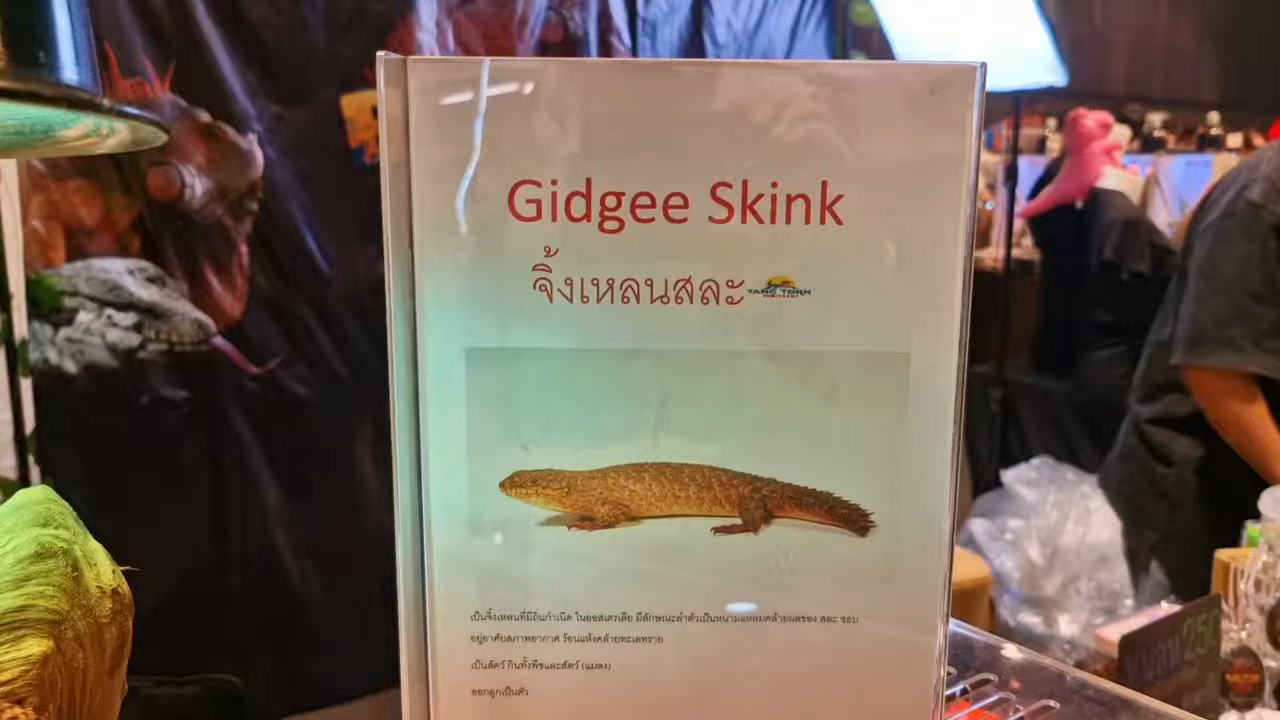 Gidgee Skink
จิ้งเหลนสละ
TANG TORN
monster
เป็นจิ้งเหลนที่มีถิ่นกำเนิด ในออสเตรเลีย มีลักษณะลำตัวเป็นหนามแหลมคล้ายผลของ สละ ชอบ
อยู่อาศัยสภาพอากาศ ร้อนแห้งคล้ายทะเลทราย
เป็นสัตว์ กินทั้งพืชและสัตว์ (แมลง)
ออกลูกเป็นตัว